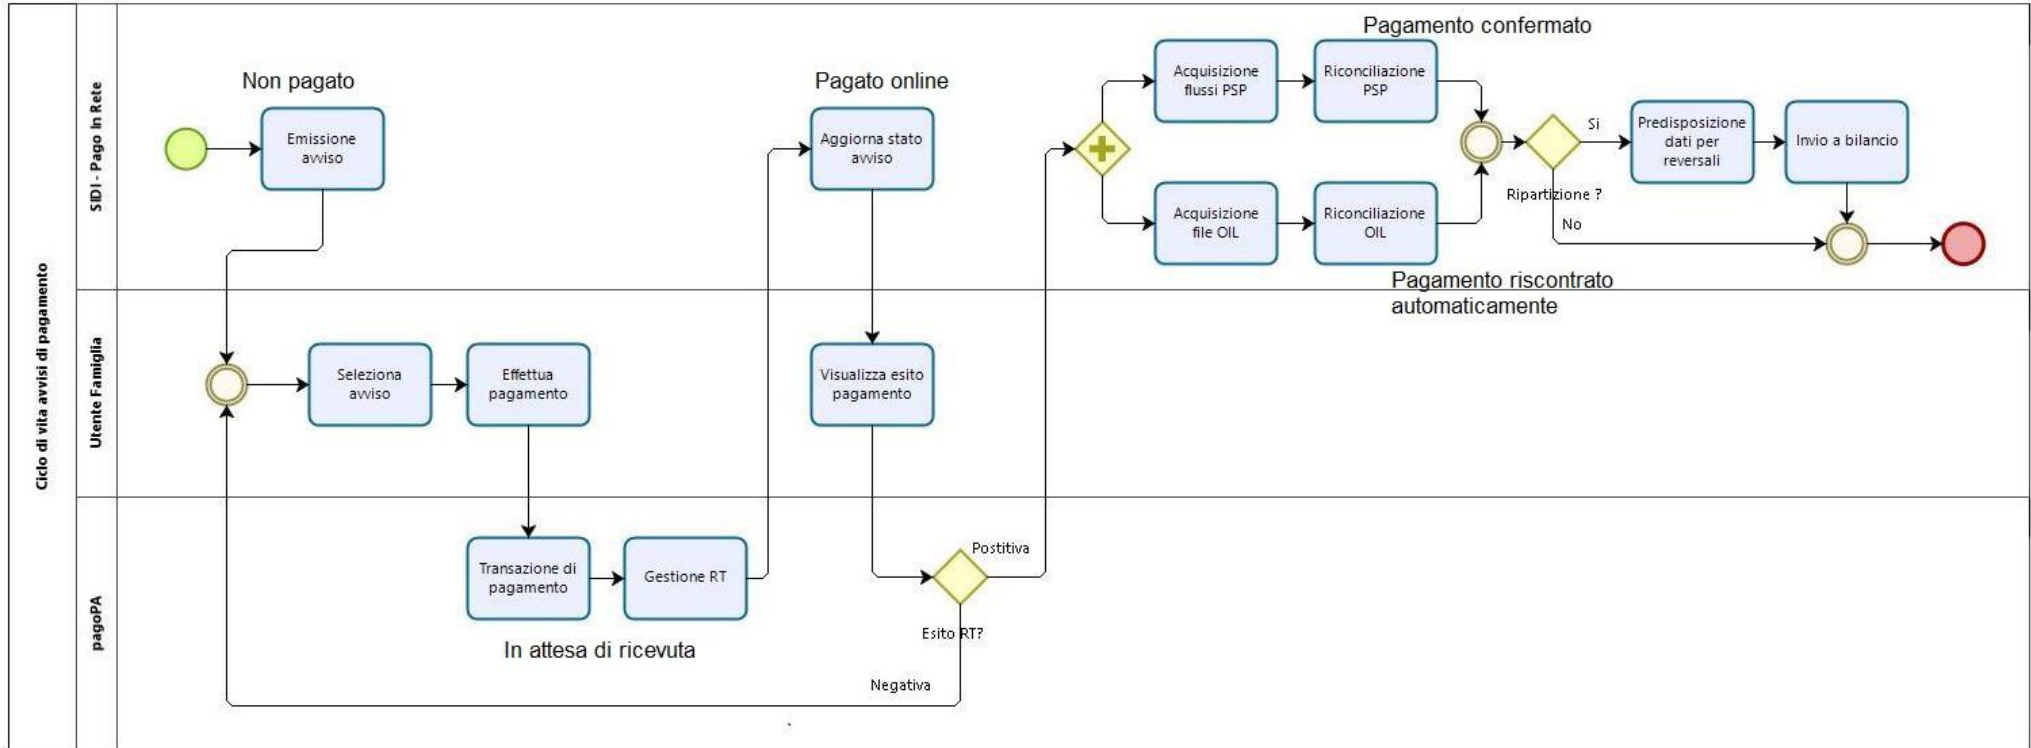 Ciclo di vita avvisi di pagamento
SIDI - Pago In Rete
Non pagato
Emissione
avviso
Pagato online
Aggiorna stato
avviso
Pagamento confermato
Acquisizione
flussi PSP
Riconciliazione
PSP
Acquisizione
file OIL
Riconciliazione
OIL
Pagamento riscontrato
automaticamente
Ripartizione ?
Si
No
Predisposizione
dati per
reversali
Invio a bilancio
Utente Famiglia
Seleziona
avviso
Effettua
pagamento
Visualizza esito
pagamento
pagoPA
Transazione di
pagamento
Gestione RT
In attesa di ricevuta
Postitiva
Esito RT?
Negativa